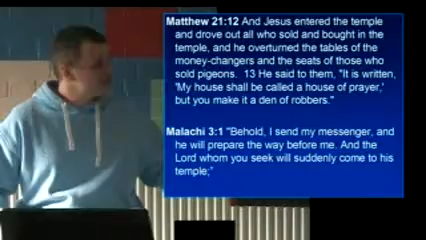 Matthew 21:12 And Jesus entered the temple
and drove out all who sold and bought in the
temple, and he overturned the tables of the
money-changers and the seats of those who
sold pigeons.  13 He said to them, "It is written,
'My house shall be called a house of prayer,'
but you make it a den of robbers."
Malachi 3:1 "Behold, I send my messenger, and
he will prepare the way before me. And the
Lord whom you seek will suddenly come to his
temple;"